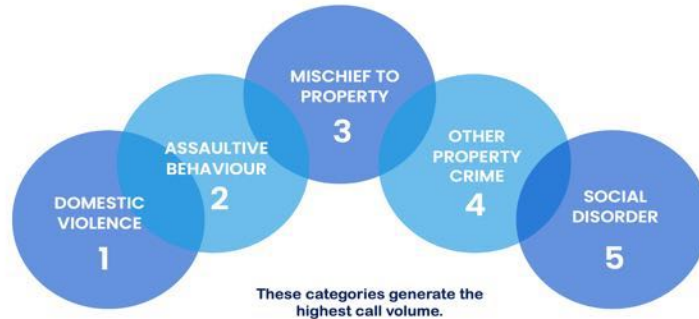 DOMESTIC
VIOLENCE
1
ASSAULTIVE
BEHAVIOUR
2
MISCHIEF TO
PROPERTY
3
OTHER
PROPERTY
CRIME
4
SOCIAL
DISORDER
5
These categories generate the
highest call volume.